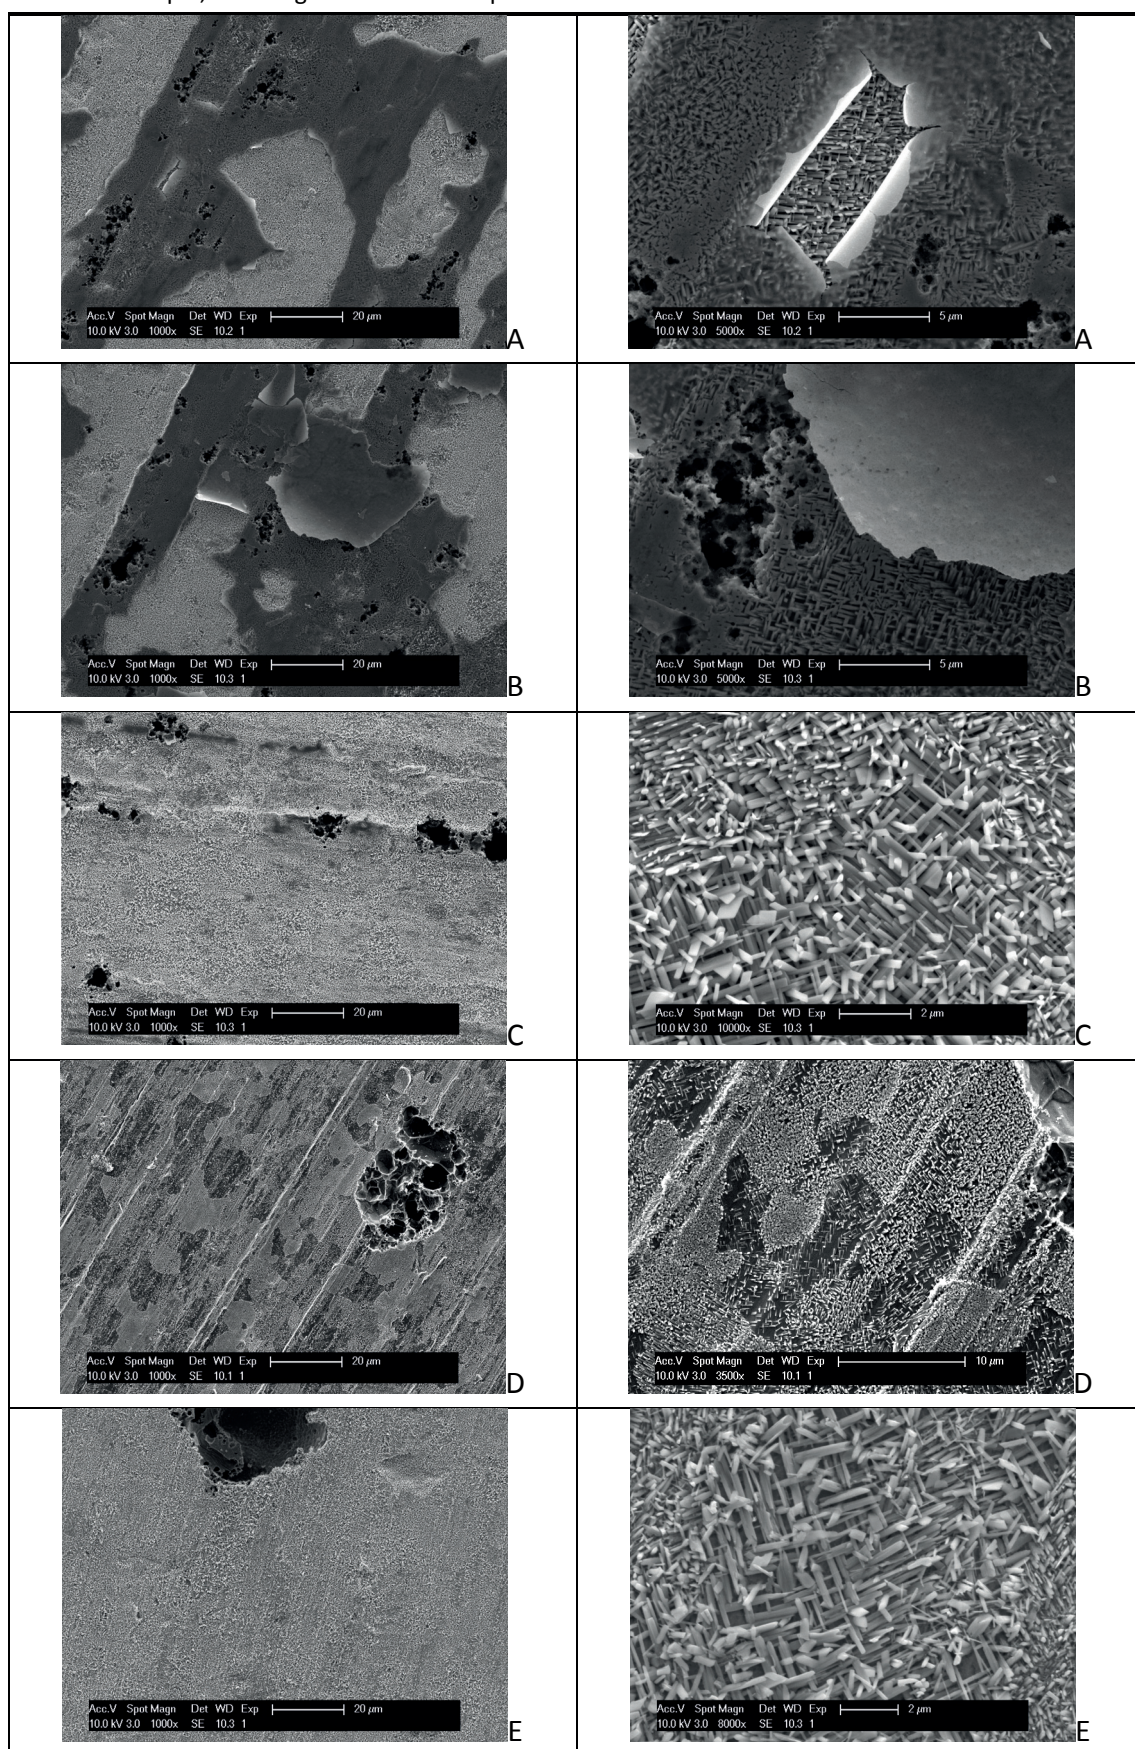 Acc.V Spot Magn Det WD Exp 20 µm
10.0 kV 3.0 1000x SE 10.2 1
A
Acc.V Spot Magn Det WD Exp 5 µm
10.0 kV 3.0 5000x SE 10.2 1
A
Acc.V Spot Magn Det WD Exp 20 µm
10.0 kV 3.0 1000x SE 10.3 1
B
Acc.V Spot Magn Det WD Exp 5 µm
10.0 kV 3.0 5000x SE 10.3 1
B
Acc.V Spot Magn Det WD Exp 20 µm
10.0 kV 3.0 1000x SE 10.3 1
C
Acc.V Spot Magn Det WD Exp 2 µm
10.0 kV 3.0 10000x SE 10.3 1
C
Acc.V Spot Magn Det WD Exp 20 µm
10.0 kV 3.0 1000x SE 10.1 1
D
Acc.V Spot Magn Det WD Exp 10 µm
10.0 kV 3.0 3500x SE 10.1 1
D
Acc.V Spot Magn Det WD Exp 20 µm
10.0 kV 3.0 1000x SE 10.3 1
E
Acc.V Spot Magn Det WD Exp 2 µm
10.0 kV 3.0 8000x SE 10.3 1
E